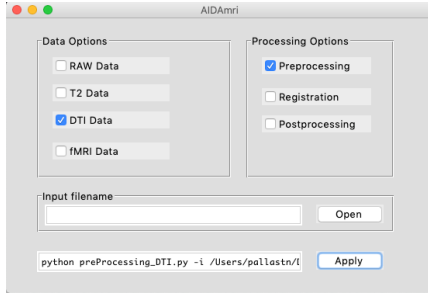 AIDAmri
Data Options
RAW Data
T2 Data
DTI Data
fMRI Data
Processing Options
Preprocessing
Registration
Postprocessing
Input filename
Open
python preProcessing_DTI.py -i /Users/pallastn/
Apply